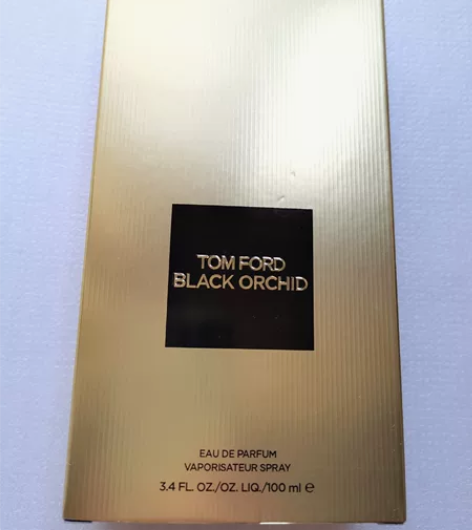 TOM FORD
BLACK ORCHID
EAU DE PARFUM
VAPORISATEUR SPRAY
3.4 FL. OZ./OZ. LIQ./100 ml ℮